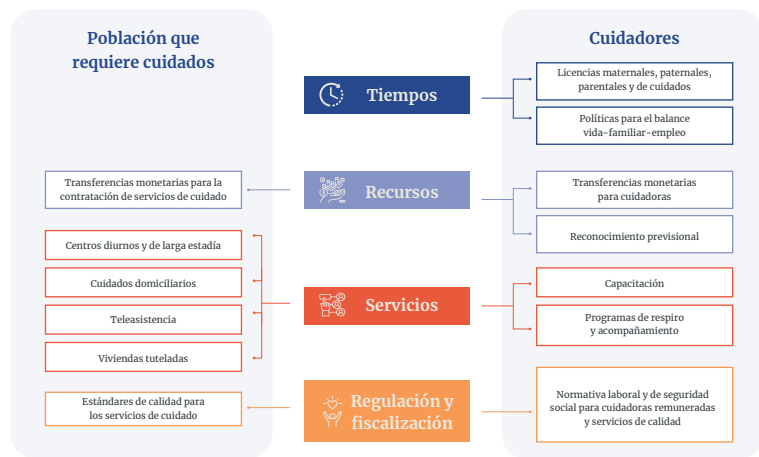 Población que
requiere cuidados
Cuidadores
Tiempos
Licencias maternales, paternales,
parentales y de cuidados
Políticas para el balance
vida-familiar-empleo
Transferencias monetarias para la
contratación de servicios de cuidado
Recursos
Transferencias monetarias
para cuidadoras
Reconocimiento previsional
Centros diurnos y de larga estadía
Cuidados domiciliarios
Teleasistencia
Viviendas tuteladas
Servicios
Capacitación
Programas de respiro
y acompañamiento
Estándares de calidad para
los servicios de cuidado
Regulación y
fiscalización
Normativa laboral y de seguridad
social para cuidadoras remuneradas
y servicios de calidad